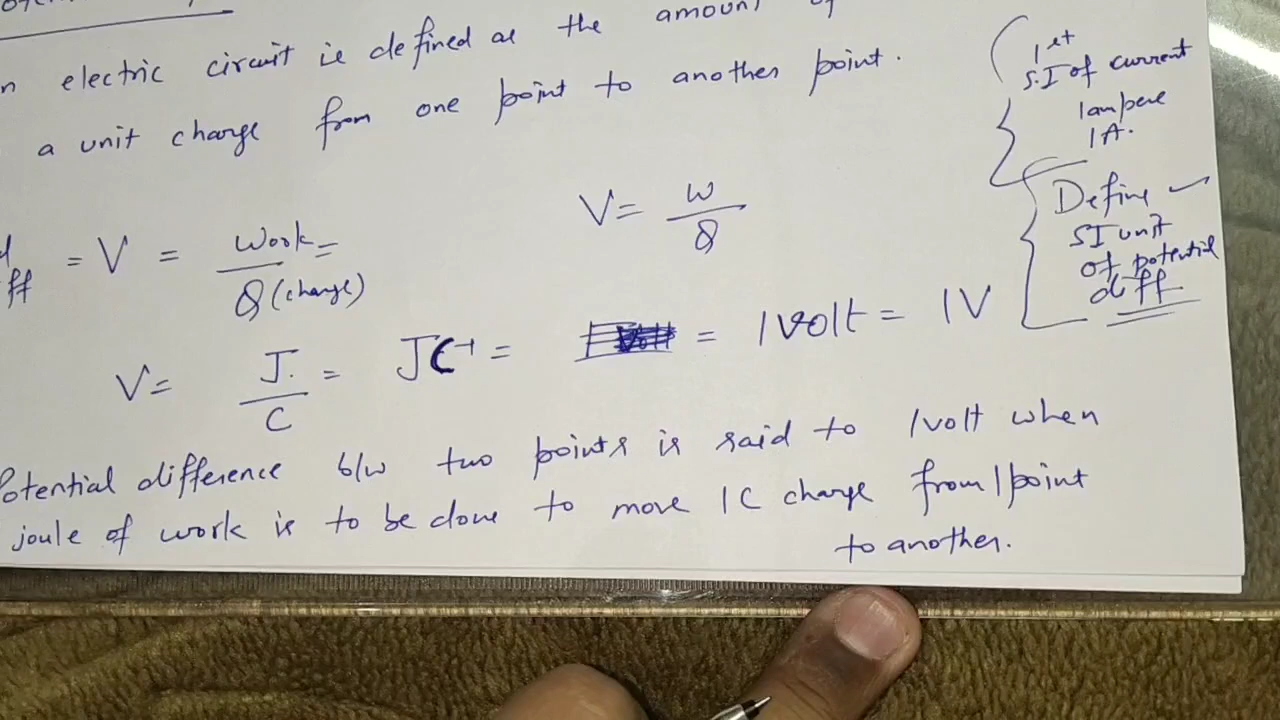 electric circuit is defined as the amount of
a unit charge from one point to another point.
1st
S.I of current
1ampere
1A.
V = W/Q
Define
SI unit
of potential
diff
= V = Work/Q (charge) =
V = J/C = JC⁻¹ = = 1volt = 1V
Potential difference b/w two points is said to 1volt when
joule of work is to be done to move 1C charge from 1point
to another.